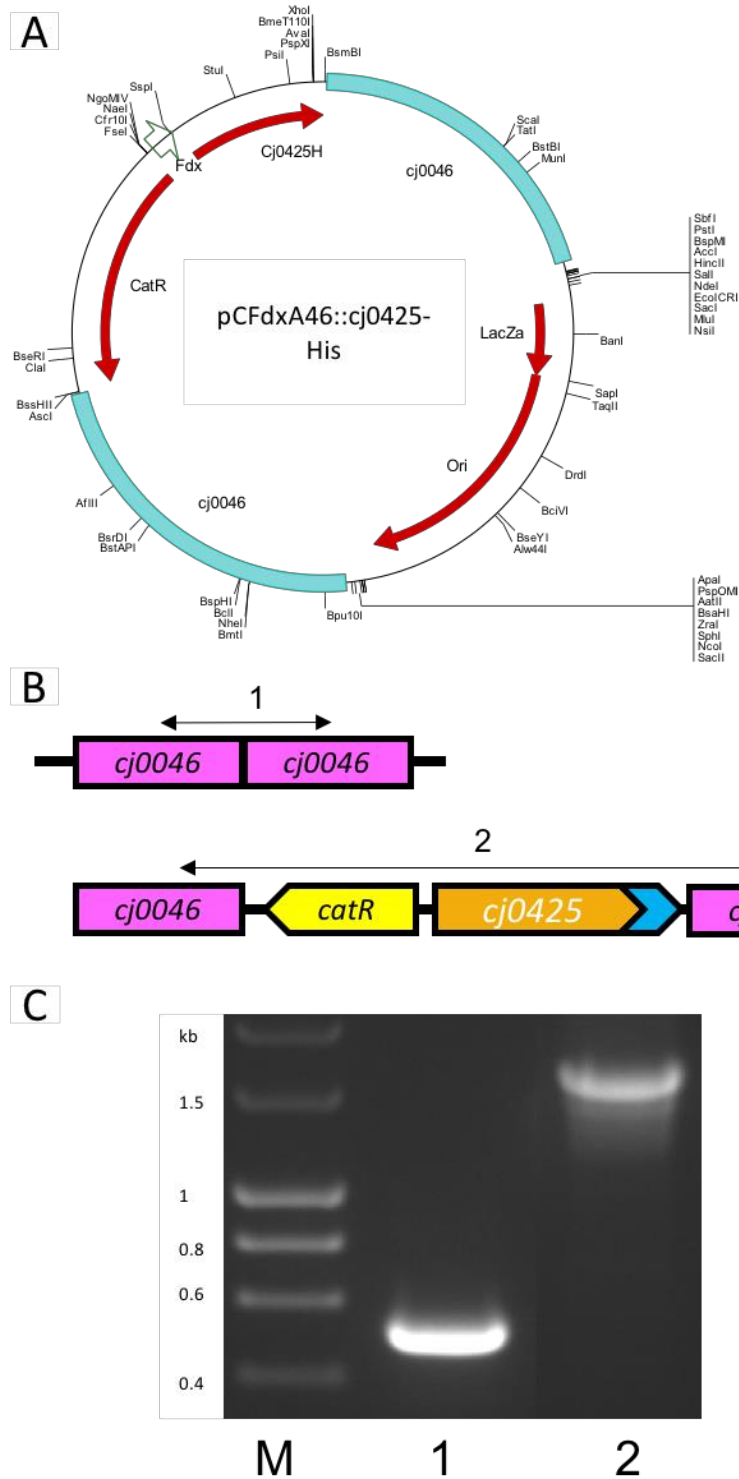 A
XhoI
BmeT110I
AvaI
PspXI
PsiI
BsmBI
StuI
SspI
NgoMIV
NaeI
Cfr10I
FseI
Fdx
Cj0425H
cj0046
ScaI
TatI
BstBI
MunI
SbfI
PstI
BspMI
AccI
HincII
SalI
NdeI
EcolCRI
SacI
MluI
NsiI
CatR
pCFdxA46::cj0425-
His
LacZa
BanI
SapI
TaqII
BseRI
ClaI
BssHII
AscI
Ori
DrdI
BciVI
BseYI
Alw44I
cj0046
AflIII
BsrDI
BstAPI
BspHI
BclI
NheI
BmtI
Bpu10I
ApaI
PspOMI
AatII
BsaHI
ZraI
SphI
NcoI
SacII
B
1
cj0046 cj0046
2
cj0046 catR cj0425 c
C
kb
1.5
1
0.8
0.6
0.4
M 1 2